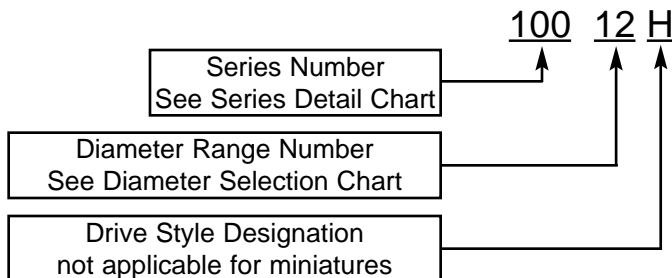 100 12 H
Series Number
See Series Detail Chart
Diameter Range Number
See Diameter Selection Chart
Drive Style Designation
not applicable for miniatures